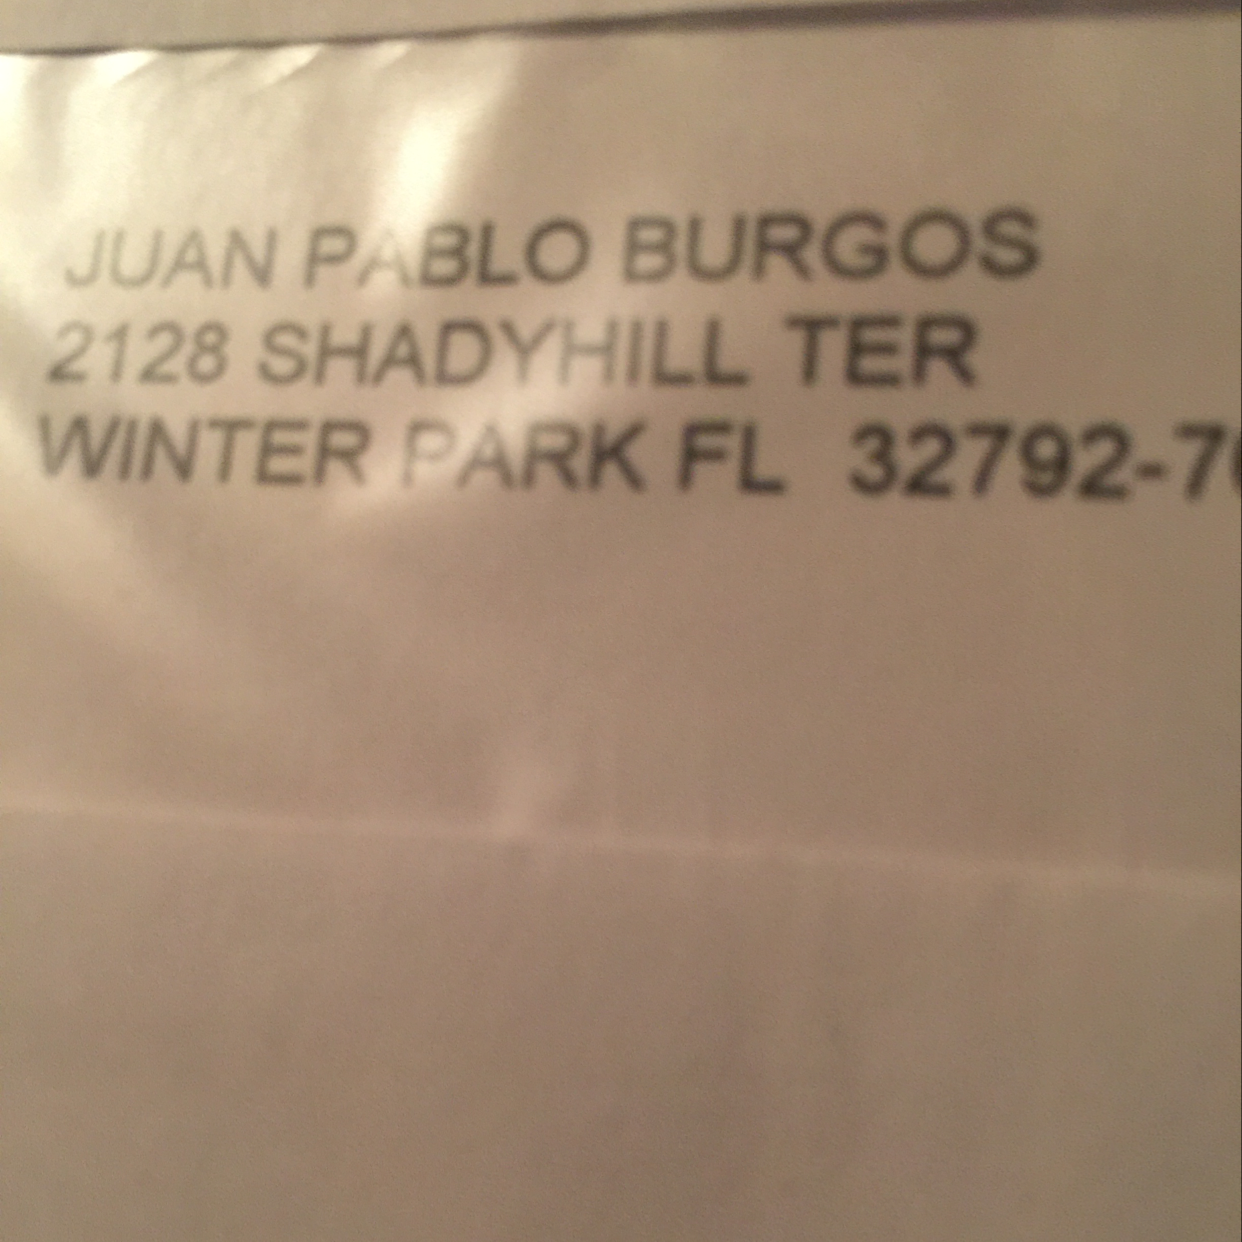 JUAN PABLO BURGOS
2128 SHADYHILL TER
WINTER PARK FL 32792-7